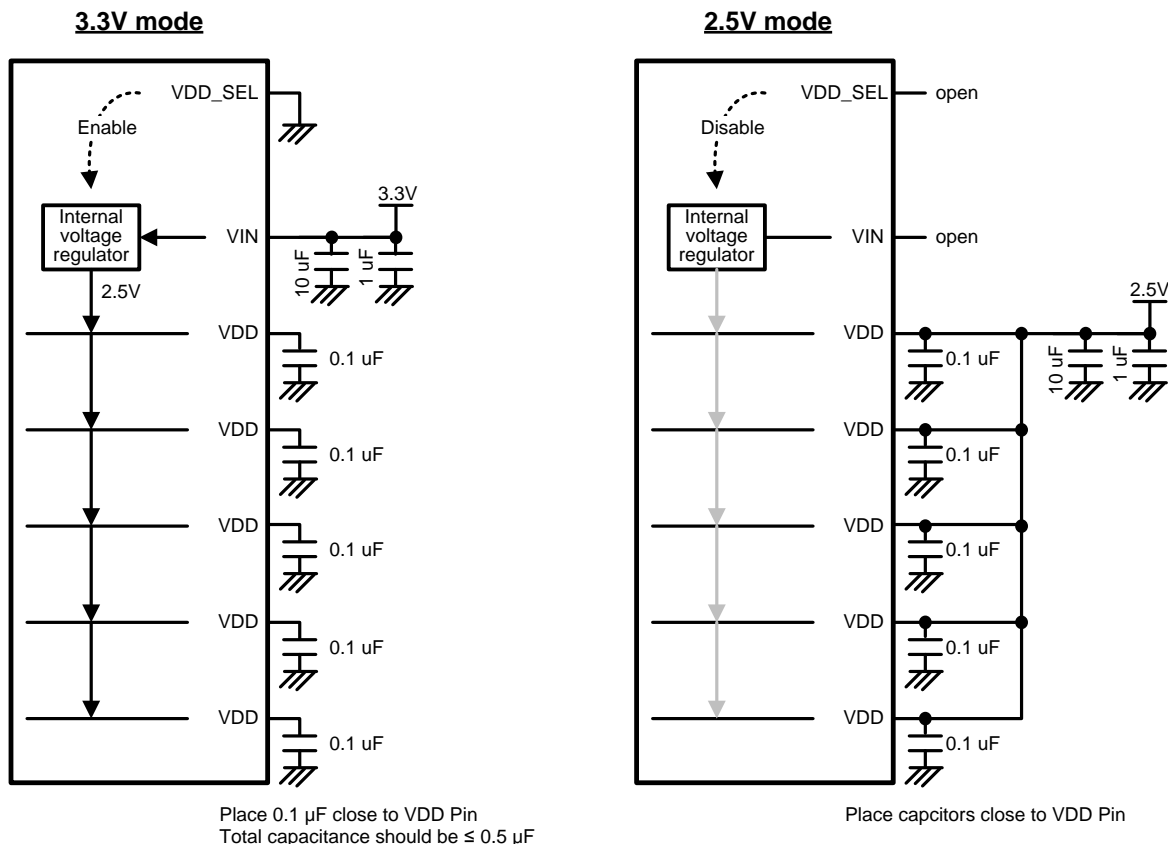 3.3V mode
VDD_SEL
Enable
3.3V
Internal
voltage
regulator
VIN
10 uF
1 uF
2.5V
VDD
0.1 uF
VDD
0.1 uF
VDD
0.1 uF
VDD
0.1 uF
VDD
0.1 uF
Place 0.1 µF close to VDD Pin
Total capacitance should be ≤ 0.5 µF
2.5V mode
VDD_SEL
open
Disable
Internal
voltage
regulator
VIN
open
2.5V
VDD
0.1 uF
10 uF
1 uF
VDD
0.1 uF
VDD
0.1 uF
VDD
0.1 uF
VDD
0.1 uF
Place capcitors close to VDD Pin